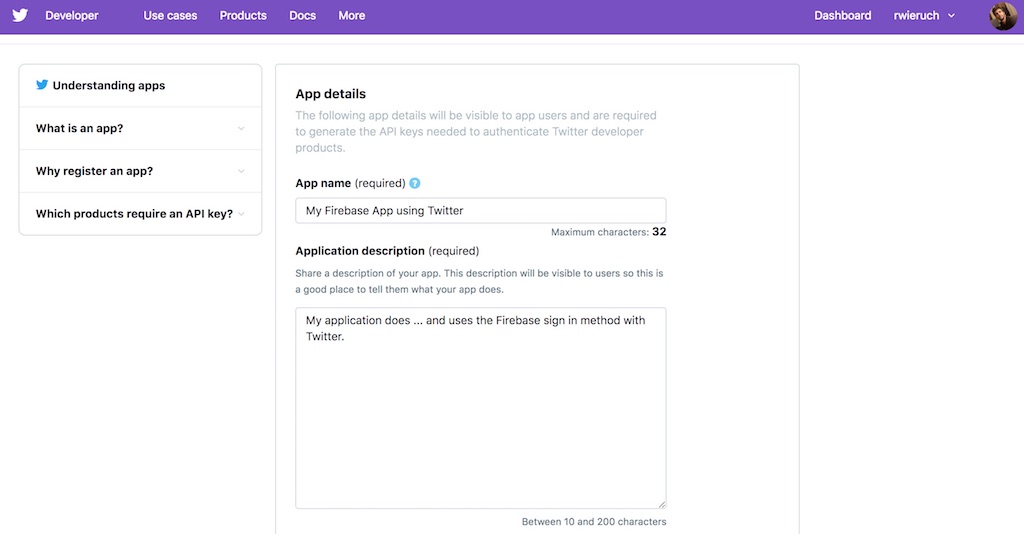 Developer Use cases Products Docs More Dashboard rwieruch
Understanding apps
What is an app?
Why register an app?
Which products require an API key?
App details
The following app details will be visible to app users and are required
to generate the API keys needed to authenticate Twitter developer
products.
App name (required) ?
My Firebase App using Twitter
Maximum characters: 32
Application description (required)
Share a description of your app. This description will be visible to users so this is
a good place to tell them what your app does.
My application does ... and uses the Firebase sign in method with
Twitter.
Between 10 and 200 characters